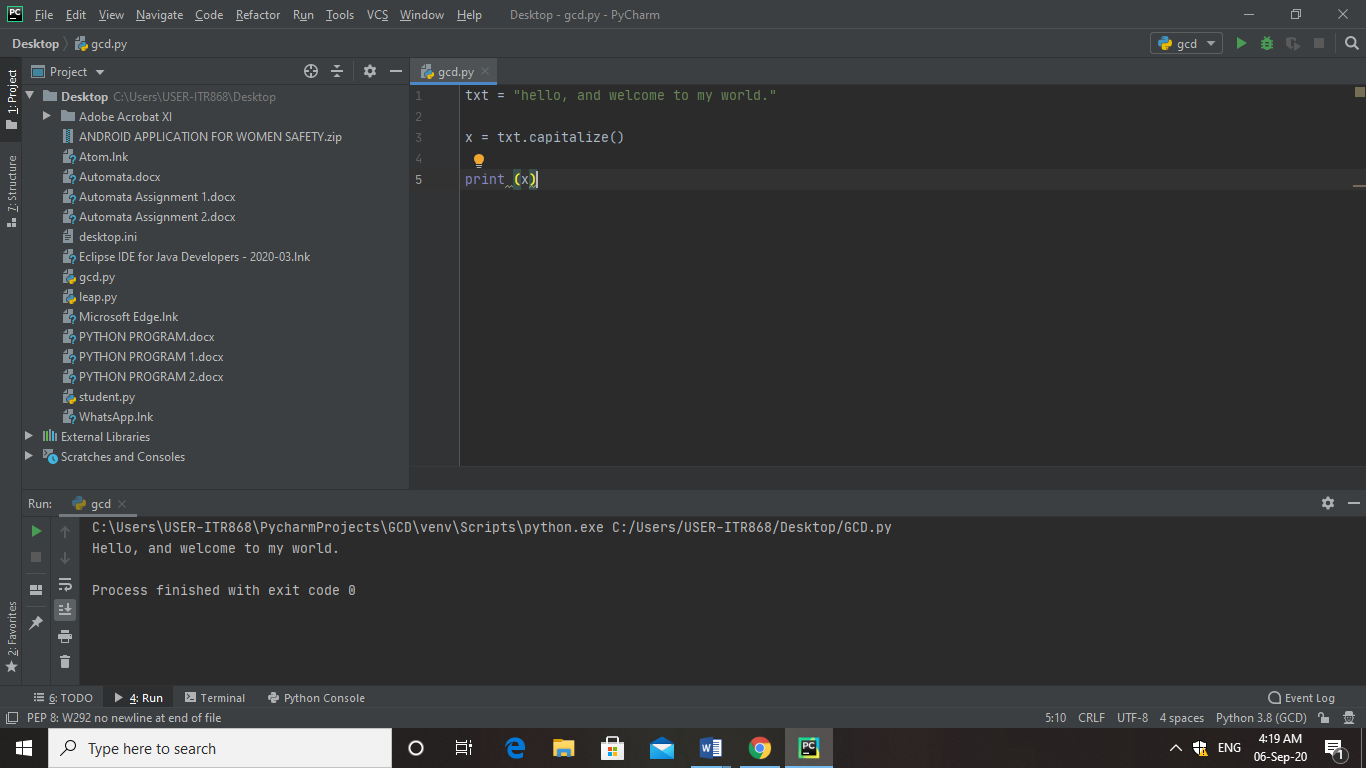 File Edit View Navigate Code Refactor Run Tools VCS Window Help Desktop - gcd.py - PyCharm
Desktop gcd.py gcd
1: Project
7: Structure
2: Favorites
Project
Desktop C:\Users\USER-ITR868\Desktop
Adobe Acrobat XI
ANDROID APPLICATION FOR WOMEN SAFETY.zip
Atom.lnk
Automata.docx
Automata Assignment 1.docx
Automata Assignment 2.docx
desktop.ini
Eclipse IDE for Java Developers - 2020-03.lnk
gcd.py
leap.py
Microsoft Edge.lnk
PYTHON PROGRAM.docx
PYTHON PROGRAM 1.docx
PYTHON PROGRAM 2.docx
student.py
WhatsApp.lnk
External Libraries
Scratches and Consoles
gcd.py
1 txt = "hello, and welcome to my world."
2
3 x = txt.capitalize()
4
5 print (x)
Run: gcd
C:\Users\USER-ITR868\PycharmProjects\GCD\venv\Scripts\python.exe C:/Users/USER-ITR868/Desktop/GCD.py
Hello, and welcome to my world.
Process finished with exit code 0
6: TODO 4: Run Terminal Python Console Event Log
PEP 8: W292 no newline at end of file 5:10 CRLF UTF-8 4 spaces Python 3.8 (GCD)
Type here to search ENG 4:19 AM
06-Sep-20 1